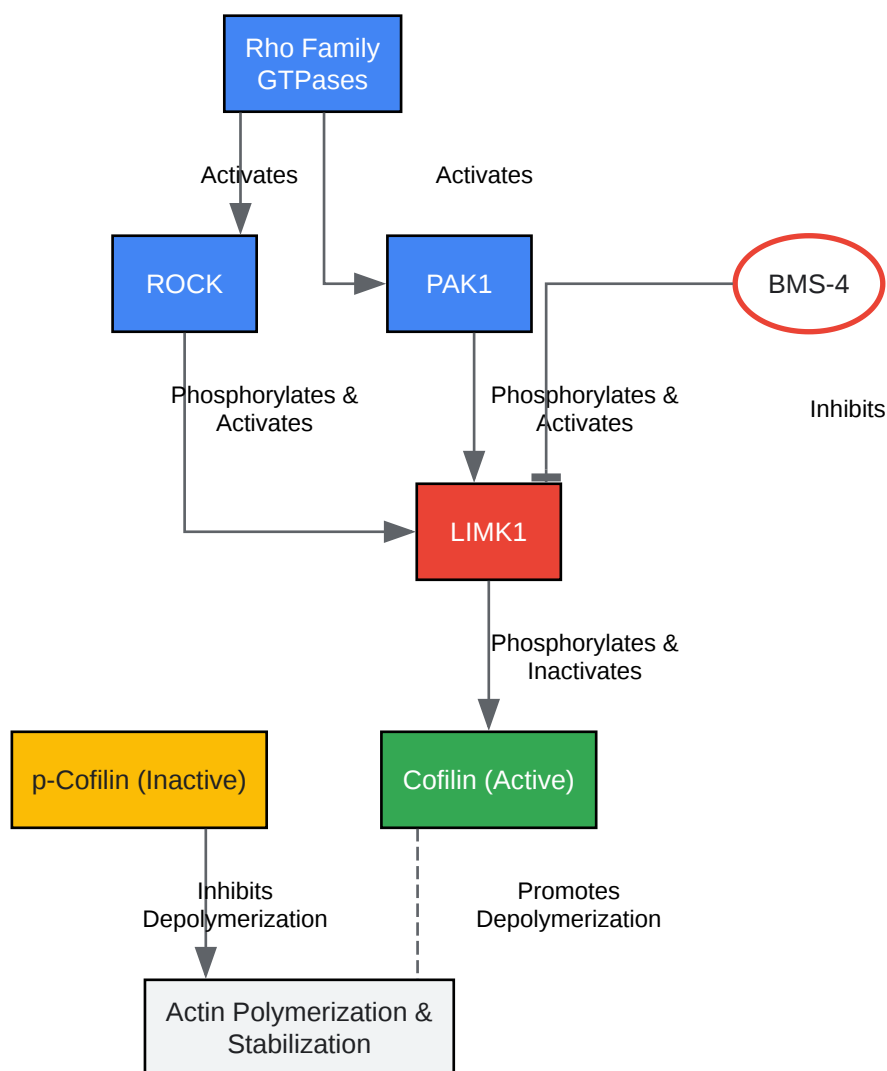 Rho Family
GTPases
Activates
Activates
ROCK
PAK1
BMS-4
Phosphorylates &
Activates
Phosphorylates &
Activates
Inhibits
LIMK1
Phosphorylates &
Inactivates
p-Cofilin (Inactive)
Cofilin (Active)
Inhibits
Depolymerization
Promotes
Depolymerization
Actin Polymerization &
Stabilization